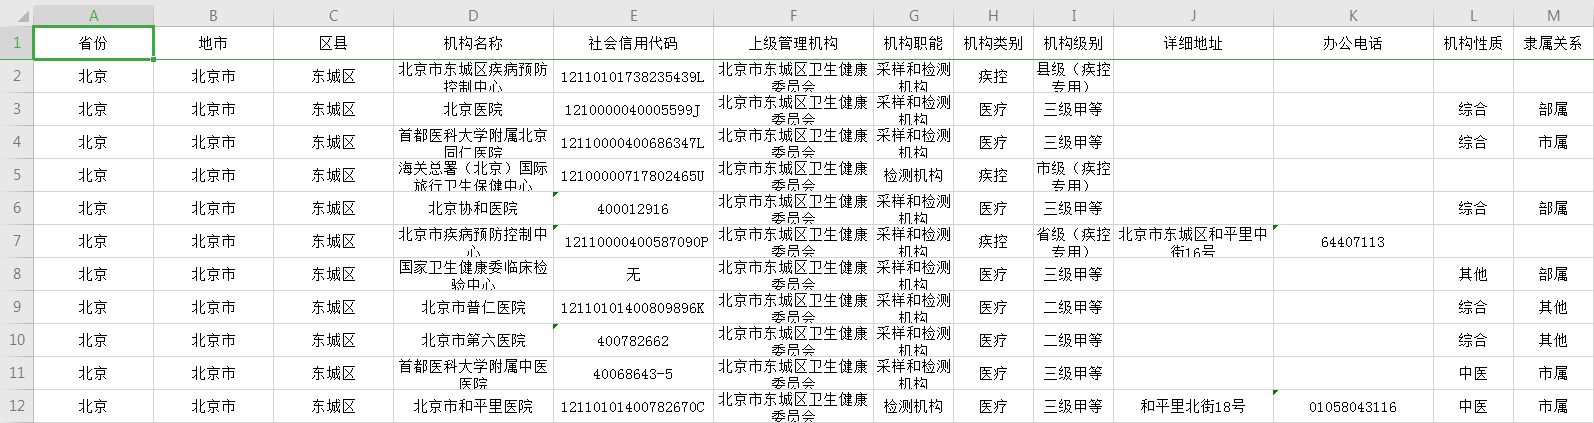 A B C D E F G H I J K L M
1 省份 地市 区县 机构名称 社会信用代码 上级管理机构 机构职能 机构类别 机构级别 详细地址 办公电话 机构性质 隶属关系
2 北京 北京市 东城区 北京市东城区疾病预防控制中心 12110101738235439L 北京市东城区卫生健康委员会 采样和检测机构 疾控 县级（疾控专用）
3 北京 北京市 东城区 北京医院 1210000040005599J 北京市东城区卫生健康委员会 采样和检测机构 医疗 三级甲等 综合 部属
4 北京 北京市 东城区 首都医科大学附属北京同仁医院 12110000400686347L 北京市东城区卫生健康委员会 采样和检测机构 医疗 三级甲等 综合 市属
5 北京 北京市 东城区 海关总署（北京）国际旅行卫生保健中心 12100000717802465U 北京市东城区卫生健康委员会 检测机构 疾控 市级（疾控专用）
6 北京 北京市 东城区 北京协和医院 400012916 北京市东城区卫生健康委员会 采样和检测机构 医疗 三级甲等 综合 部属
7 北京 北京市 东城区 北京市疾病预防控制中心 12110000400587090P 北京市东城区卫生健康委员会 采样和检测机构 疾控 省级（疾控专用） 北京市东城区和平里中街16号 64407113
8 北京 北京市 东城区 国家卫生健康委临床检验中心 无 北京市东城区卫生健康委员会 采样和检测机构 医疗 三级甲等 其他 部属
9 北京 北京市 东城区 北京市普仁医院 12110101400809896K 北京市东城区卫生健康委员会 采样和检测机构 医疗 二级甲等 综合 其他
10 北京 北京市 东城区 北京市第六医院 400782662 北京市东城区卫生健康委员会 采样和检测机构 医疗 二级甲等 综合 其他
11 北京 北京市 东城区 首都医科大学附属中医医院 40068643-5 北京市东城区卫生健康委员会 采样和检测机构 医疗 三级甲等 中医 市属
12 北京 北京市 东城区 北京市和平里医院 12110101400782670C 北京市东城区卫生健康委员会 检测机构 医疗 三级甲等 和平里北街18号 01058043116 中医 市属